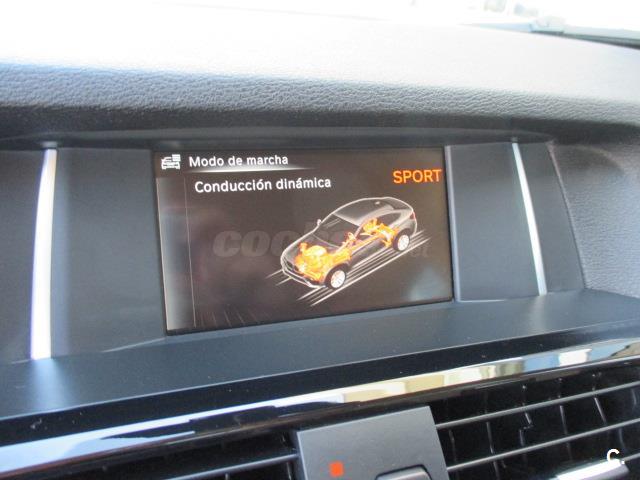 Modo de marcha
Conducción dinámica
SPORT
c.